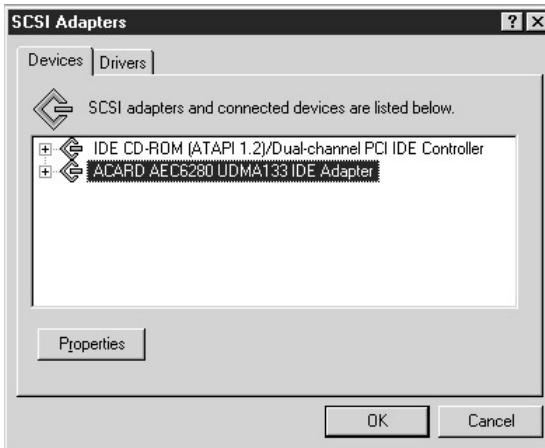 SCSI Adapters
Devices
Drivers
SCSI adapters and connected devices are listed below.
IDE CD-ROM (ATAPI 1.2)/Dual-channel PCI IDE Controller
ACARD AEC6280 UDMA133 IDE Adapter
Properties
OK
Cancel